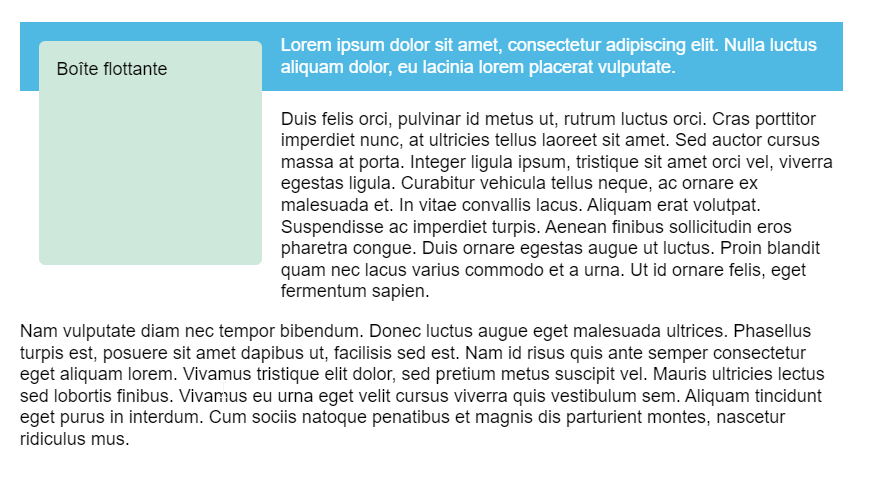 Boîte flottante
Lorem ipsum dolor sit amet, consectetur adipiscing elit. Nulla luctus
aliquam dolor, eu lacinia lorem placerat vulputate.
Duis felis orci, pulvinar id metus ut, rutrum luctus orci. Cras porttitor
imperdiet nunc, at ultricies tellus laoreet sit amet. Sed auctor cursus
massa at porta. Integer ligula ipsum, tristique sit amet orci vel, viverra
egestas ligula. Curabitur vehicula tellus neque, ac ornare ex
malesuada et. In vitae convallis lacus. Aliquam erat volutpat.
Suspendisse ac imperdiet turpis. Aenean finibus sollicitudin eros
pharetra congue. Duis ornare egestas augue ut luctus. Proin blandit
quam nec lacus varius commodo et a urna. Ut id ornare felis, eget
fermentum sapien.
Nam vulputate diam nec tempor bibendum. Donec luctus augue eget malesuada ultrices. Phasellus
turpis est, posuere sit amet dapibus ut, facilisis sed est. Nam id risus quis ante semper consectetur
eget aliquam lorem. Vivamus tristique elit dolor, sed pretium metus suscipit vel. Mauris ultricies lectus
sed lobortis finibus. Vivamus eu urna eget velit cursus viverra quis vestibulum sem. Aliquam tincidunt
eget purus in interdum. Cum sociis natoque penatibus et magnis dis parturient montes, nascetur
ridiculus mus.